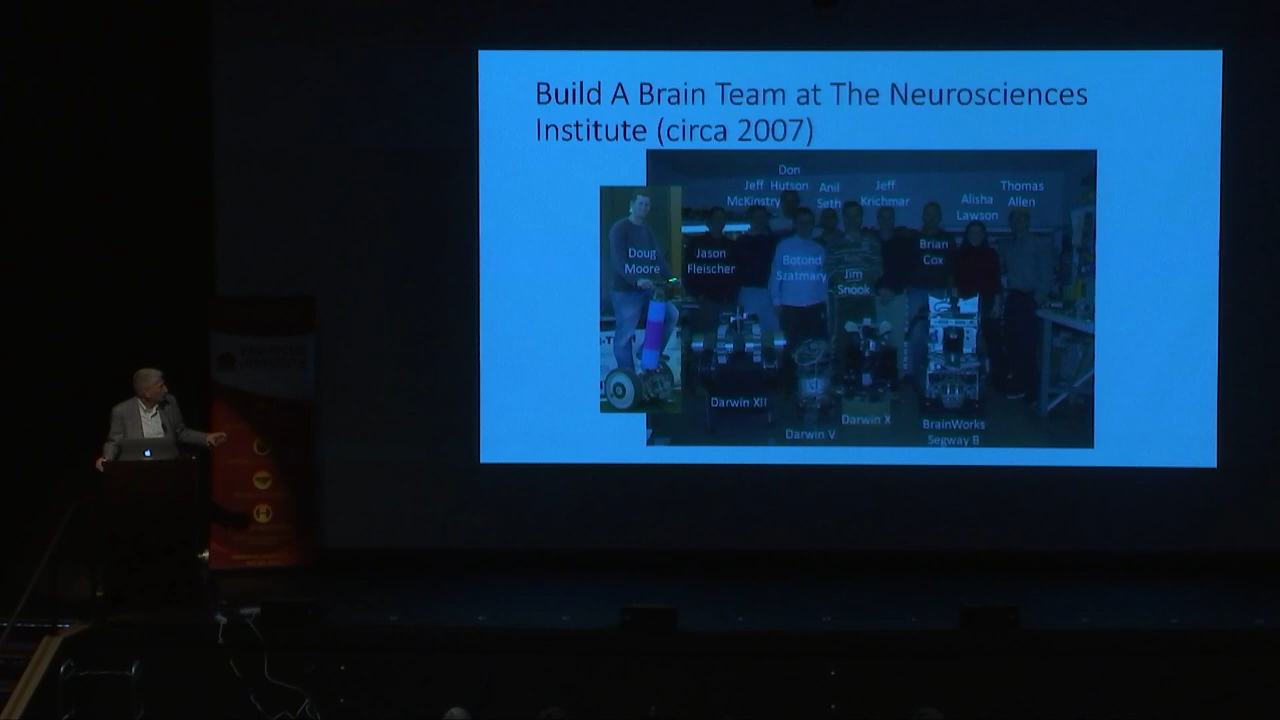 Build A Brain Team at The Neurosciences
Institute (circa 2007)
Don
Hutson
Jeff
McKinstry
Anil
Seth
Jeff
Krichmar
Alisha
Lawson
Thomas
Allen
Doug
Moore
Jason
Fleischer
Botond
Szatmary
Jim
Snook
Brian
Cox
Darwin XII
Darwin V
Darwin X
BrainWorks
Segway B